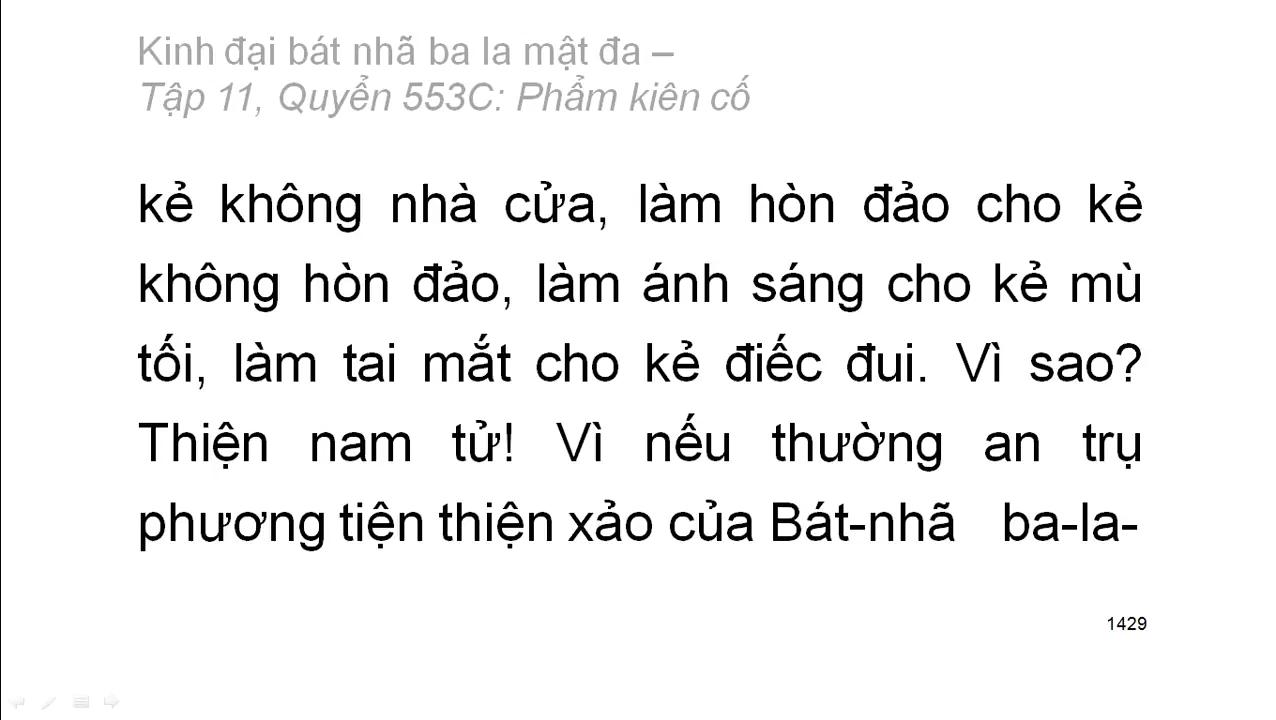 Kinh đại bát nhã ba la mật đa –
Tập 11, Quyển 553C: Phẩm kiên cố
kẻ không nhà cửa, làm hòn đảo cho kẻ
không hòn đảo, làm ánh sáng cho kẻ mù
tối, làm tai mắt cho kẻ điếc đui. Vì sao?
Thiện nam tử! Vì nếu thường an trụ
phương tiện thiện xảo của Bát-nhã ba-la-
1429